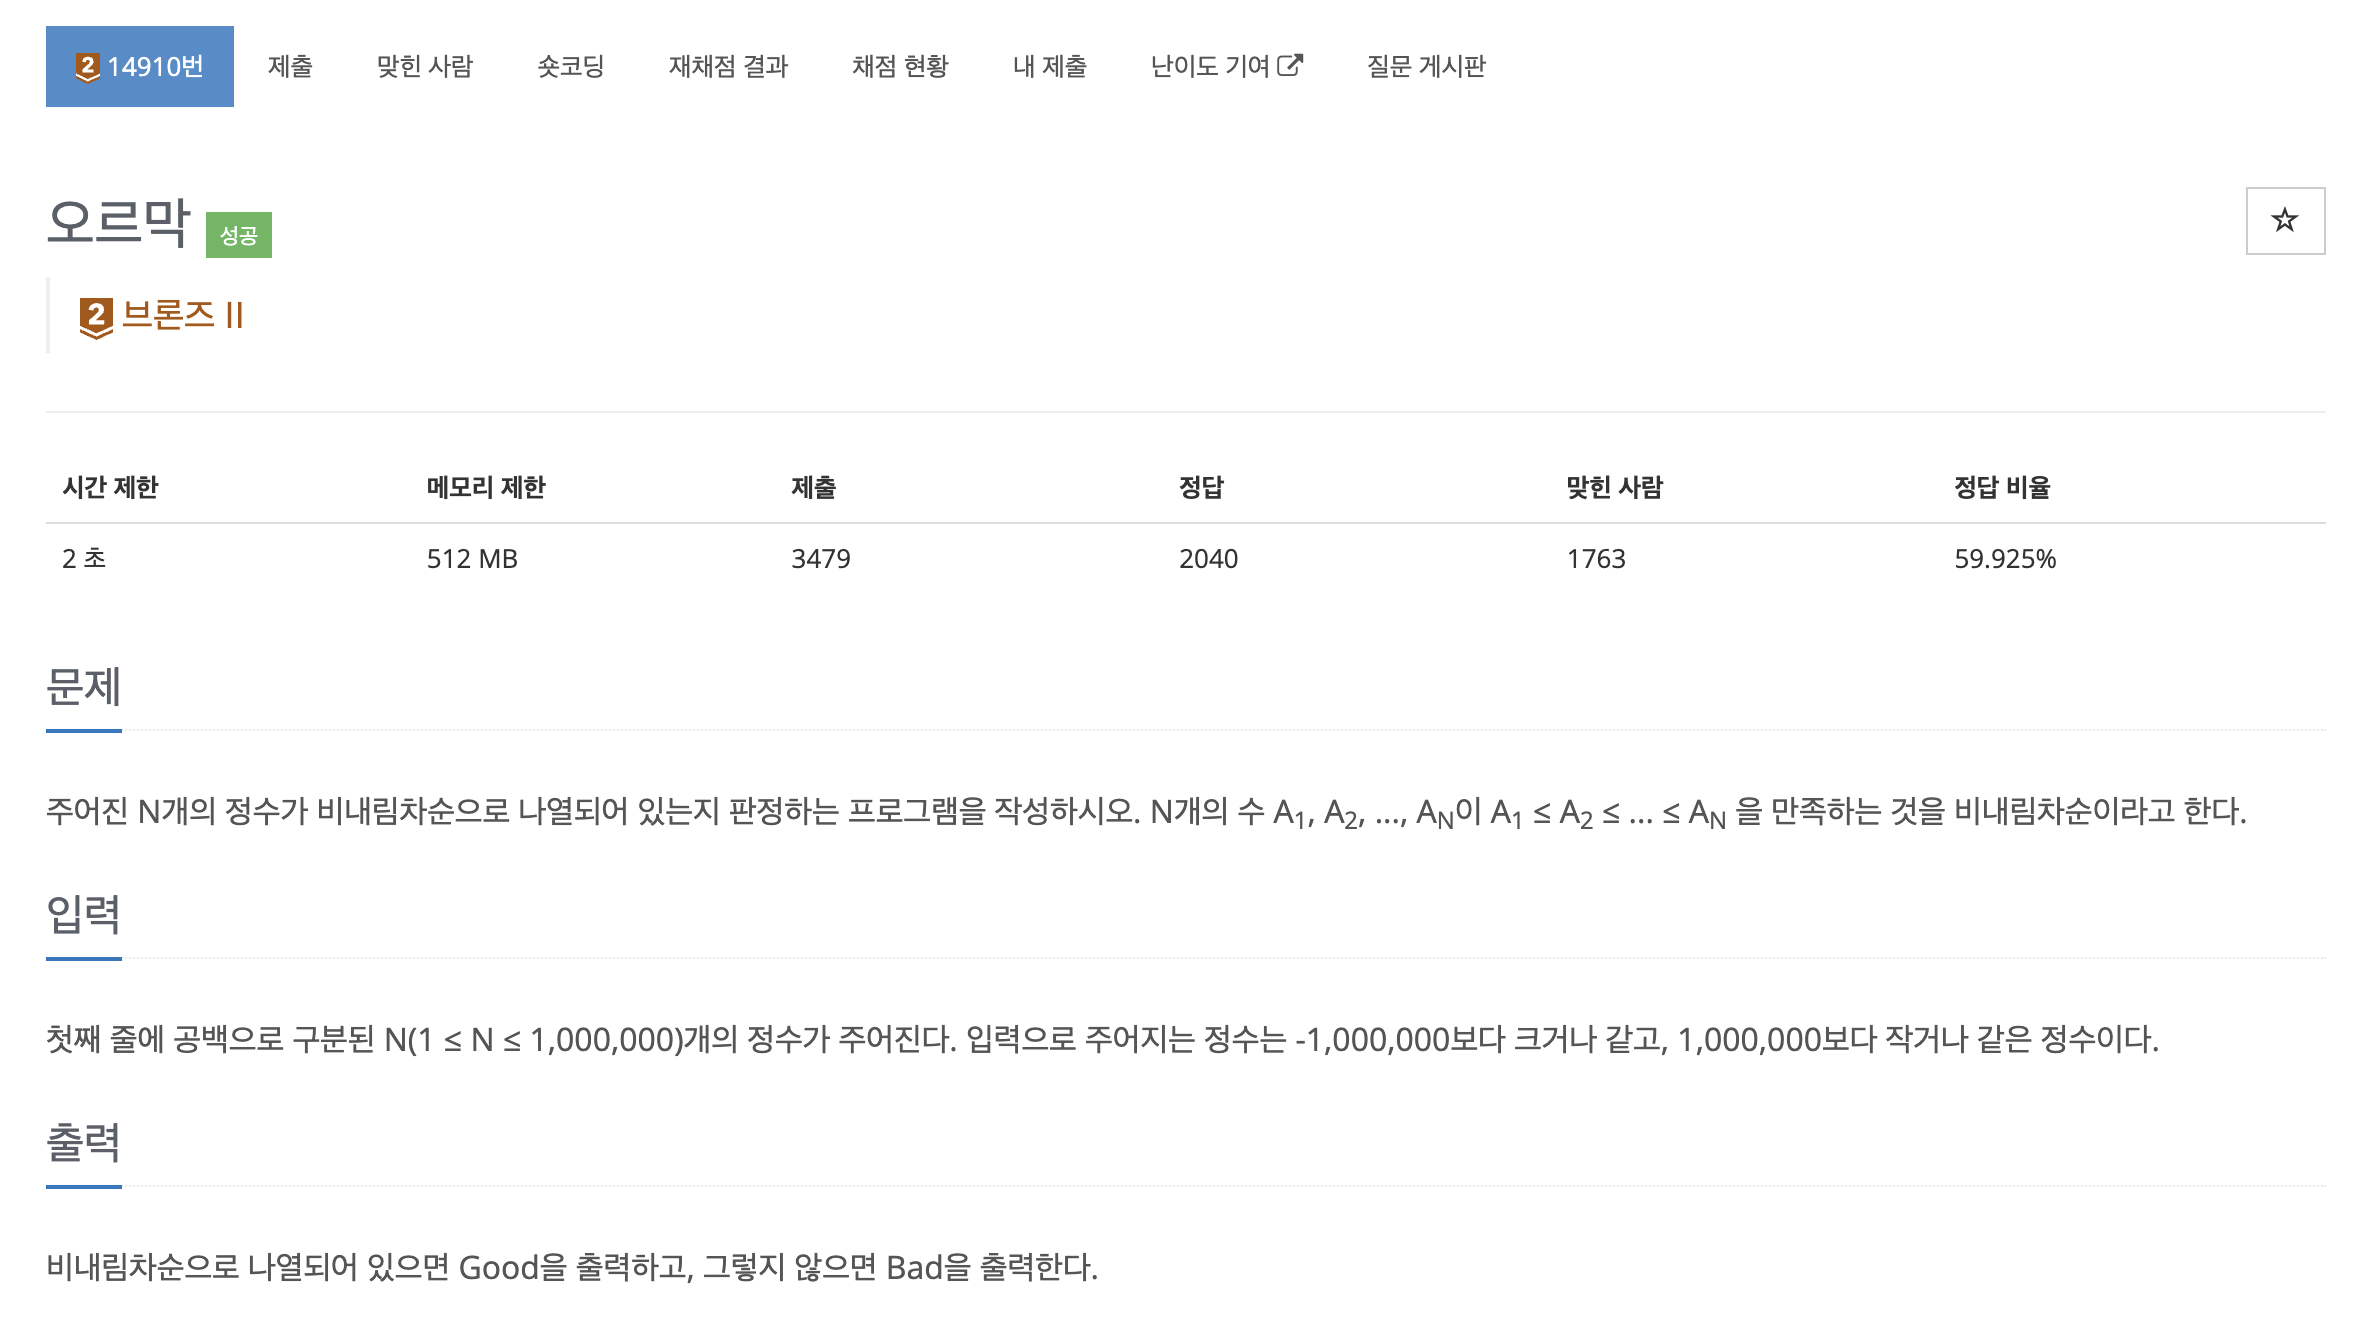 2 14910번 제출 맞힌 사람 숏코딩 재채점 결과 채점 현황 내 제출 난이도 기여 질문 게시판
오르막 성공
2 브론즈 II
시간 제한 메모리 제한 제출 정답 맞힌 사람 정답 비율
2 초 512 MB 3479 2040 1763 59.925%
문제
주어진 N개의 정수가 비내림차순으로 나열되어 있는지 판정하는 프로그램을 작성하시오. N개의 수 A₁, A₂, ..., A_N이 A₁ ≤ A₂ ≤ ... ≤ A_N 을 만족하는 것을 비내림차순이라고 한다.
입력
첫째 줄에 공백으로 구분된 N(1 ≤ N ≤ 1,000,000)개의 정수가 주어진다. 입력으로 주어지는 정수는 -1,000,000보다 크거나 같고, 1,000,000보다 작거나 같은 정수이다.
출력
비내림차순으로 나열되어 있으면 Good을 출력하고, 그렇지 않으면 Bad을 출력한다.